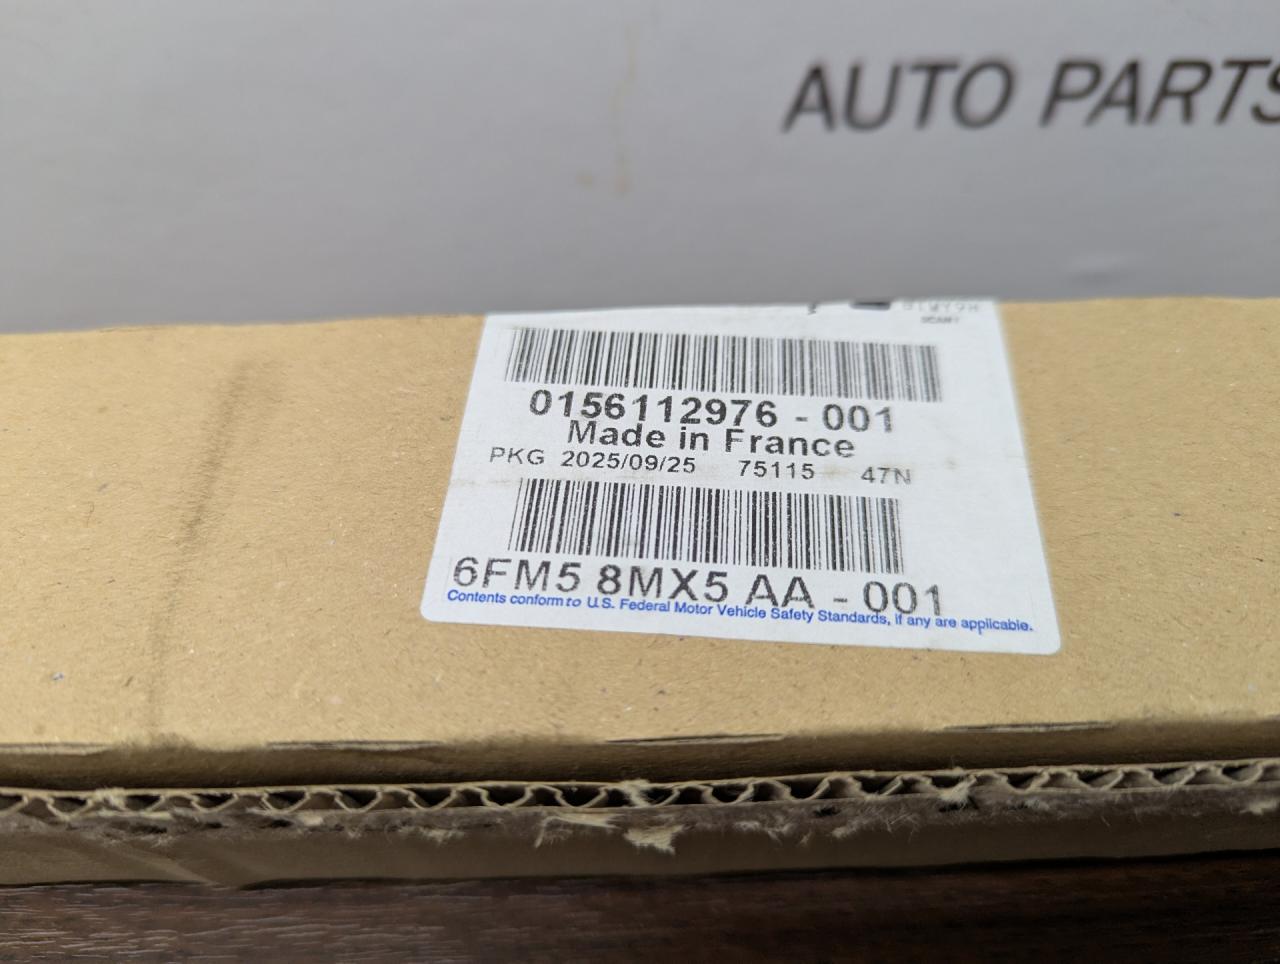 AUTO PARTS
0156112976 - 001
Made in France
PKG 2025/09/25 75115 47N
6FM5 8MX5 AA - 001
Contents conform to U.S. Federal Motor Vehicle Safety Standards, if any are applicable.